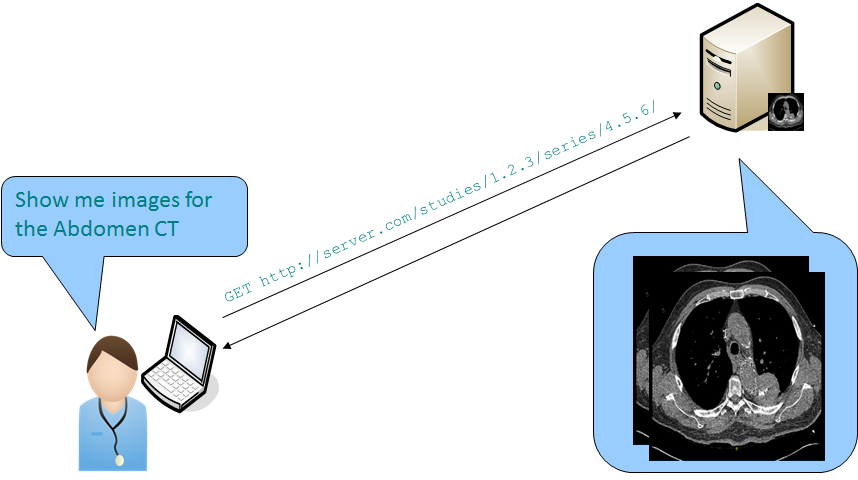 Show me images for
the Abdomen CT
GET http://server.com/studies/1.2.3/series/4.5.6/